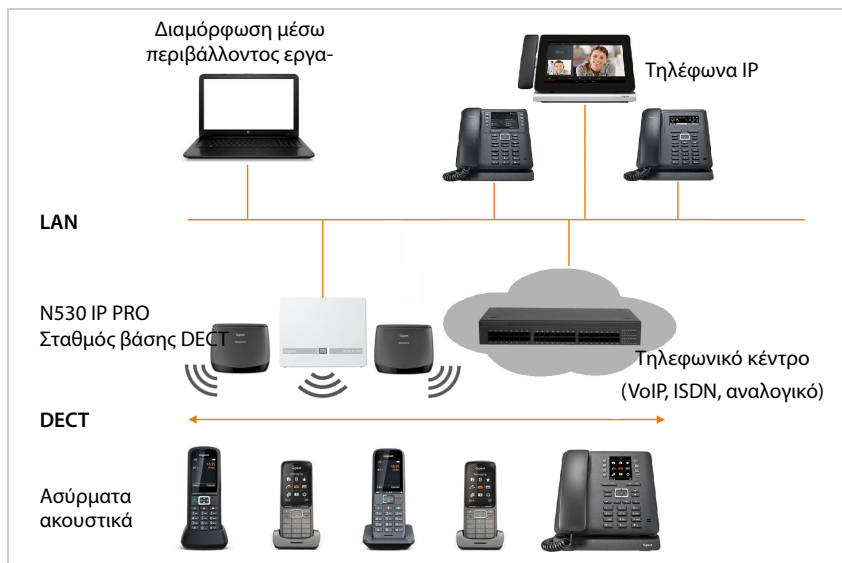 Διαμόρφωση μέσω
περιβάλλοντος εργα-
Τηλέφωνα IP
LAN
N530 IP PRO
Σταθμός βάσης DECT
Τηλεφωνικό κέντρο
(VoIP, ISDN, αναλογικό)
DECT
Ασύρματα
ακουστικά